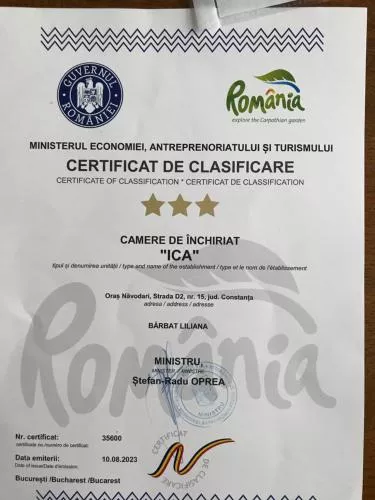 GUVERNUL ROMÂNIEI
România
explore the Carpathian garden
MINISTERUL ECONOMIEI, ANTREPRENORIATULUI ȘI TURISMULUI
CERTIFICAT DE CLASIFICARE
CERTIFICATE OF CLASSIFICATION * CERTIFICAT DE CLASSIFICATION
CAMERE DE ÎNCHIRIAT
"ICA"
tipul și denumirea unității / type and name of the establishment / type et le nom de l'établissement
Oraș Năvodari, Strada D2, nr. 15, jud. Constanța
adresa / address / adresse
BĂRBAT LILIANA
România
MINISTRU,
MINISTER / MINISTRE
Ștefan-Radu OPREA
Nr. certificat: 35600
certificate no./numéro de certificat:
Data emiterii: 10.08.2023
Date of issue/Date d'émission:
București /Bucharest /Bucarest
CERTIFICAT DE CLASIFICARE